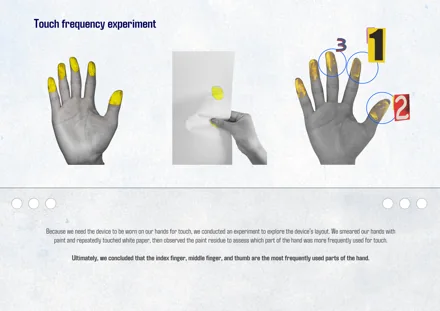 Touch frequency experiment
3
1
2
Because we need the device to be worn on our hands for touch, we conducted an experiment to explore the device's layout. We smeared our hands with
paint and repeatedly touched white paper, then observed the paint residue to assess which part of the hand was more frequently used for touch.
Ultimately, we concluded that the index finger, middle finger, and thumb are the most frequently used parts of the hand.